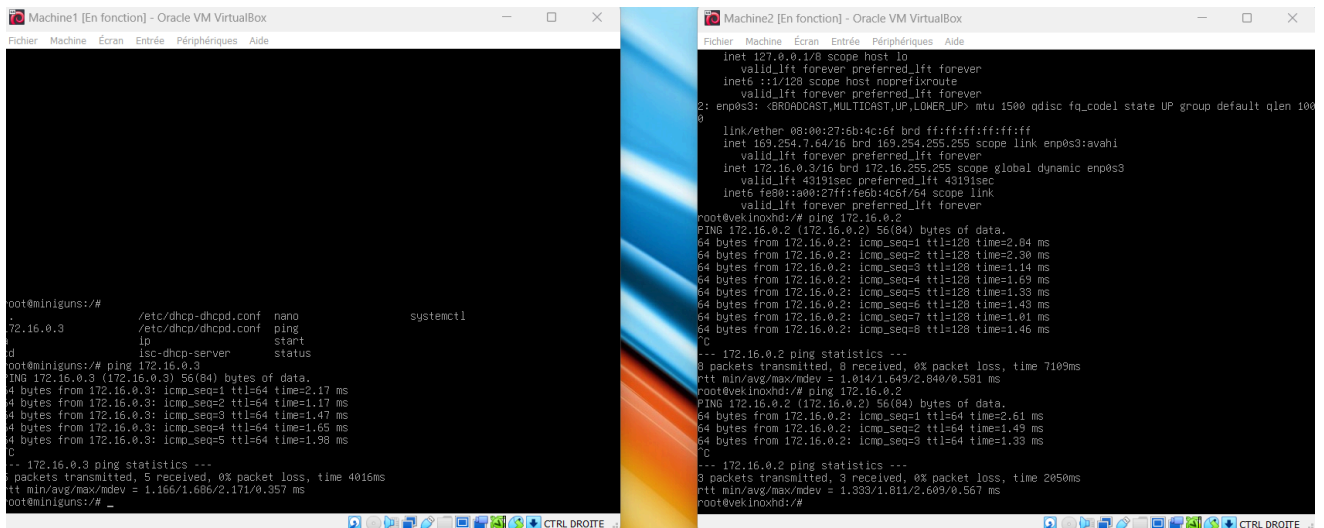 Machine1 [En fonction] - Oracle VM VirtualBox
Fichier Machine Écran Entrée Périphériques Aide
root@miniguns:/#
. /etc/dhcp-dhcpd.conf nano systemctl
172.16.0.3 /etc/dhcp/dhcpd.conf ping
a ip start
cd isc-dhcp-server status
root@miniguns:/# ping 172.16.0.3
PING 172.16.0.3 (172.16.0.3) 56(84) bytes of data.
64 bytes from 172.16.0.3: icmp_seq=1 ttl=64 time=2.17 ms
64 bytes from 172.16.0.3: icmp_seq=2 ttl=64 time=1.17 ms
64 bytes from 172.16.0.3: icmp_seq=3 ttl=64 time=1.47 ms
64 bytes from 172.16.0.3: icmp_seq=4 ttl=64 time=1.65 ms
64 bytes from 172.16.0.3: icmp_seq=5 ttl=64 time=1.98 ms
^C
--- 172.16.0.3 ping statistics ---
5 packets transmitted, 5 received, 0% packet loss, time 4016ms
rtt min/avg/max/mdev = 1.166/1.686/2.171/0.357 ms
root@miniguns:/# _
CTRL DROITE
Machine2 [En fonction] - Oracle VM VirtualBox
Fichier Machine Écran Entrée Périphériques Aide
inet 127.0.0.1/8 scope host lo
valid_lft forever preferred_lft forever
inet6 ::1/128 scope host noprefixroute
valid_lft forever preferred_lft forever
2: enp0s3: <BROADCAST,MULTICAST,UP,LOWER_UP> mtu 1500 qdisc fq_codel state UP group default qlen 100
0
link/ether 08:00:27:6b:4c:6f brd ff:ff:ff:ff:ff:ff
inet 169.254.7.64/16 brd 169.254.255.255 scope link enp0s3:avahi
valid_lft forever preferred_lft forever
inet 172.16.0.3/16 brd 172.16.255.255 scope global dynamic enp0s3
valid_lft 43191sec preferred_lft 43191sec
inet6 fe80::a00:27ff:fe6b:4c6f/64 scope link
valid_lft forever preferred_lft forever
root@vekinoxhd:/# ping 172.16.0.2
PING 172.16.0.2 (172.16.0.2) 56(84) bytes of data.
64 bytes from 172.16.0.2: icmp_seq=1 ttl=128 time=2.84 ms
64 bytes from 172.16.0.2: icmp_seq=2 ttl=128 time=2.30 ms
64 bytes from 172.16.0.2: icmp_seq=3 ttl=128 time=1.14 ms
64 bytes from 172.16.0.2: icmp_seq=4 ttl=128 time=1.69 ms
64 bytes from 172.16.0.2: icmp_seq=5 ttl=128 time=1.33 ms
64 bytes from 172.16.0.2: icmp_seq=6 ttl=128 time=1.43 ms
64 bytes from 172.16.0.2: icmp_seq=7 ttl=128 time=1.01 ms
64 bytes from 172.16.0.2: icmp_seq=8 ttl=128 time=1.46 ms
^C
--- 172.16.0.2 ping statistics ---
8 packets transmitted, 8 received, 0% packet loss, time 7109ms
rtt min/avg/max/mdev = 1.014/1.649/2.840/0.581 ms
root@vekinoxhd:/# ping 172.16.0.2
PING 172.16.0.2 (172.16.0.2) 56(84) bytes of data.
64 bytes from 172.16.0.2: icmp_seq=1 ttl=64 time=2.61 ms
64 bytes from 172.16.0.2: icmp_seq=2 ttl=64 time=1.49 ms
64 bytes from 172.16.0.2: icmp_seq=3 ttl=64 time=1.33 ms
^C
--- 172.16.0.2 ping statistics ---
3 packets transmitted, 3 received, 0% packet loss, time 2050ms
rtt min/avg/max/mdev = 1.333/1.811/2.609/0.567 ms
root@vekinoxhd:/#
CTRL DROITE